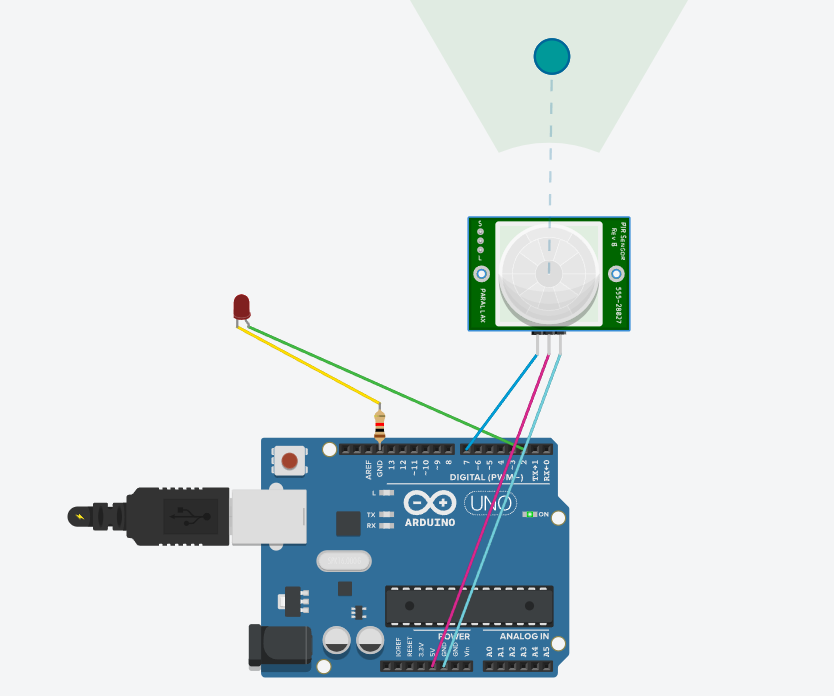 S
L
PARALLAX
PIR SENSOR
Rev B
555-28027
AREF
GND
13
12
~11
~10
~9
8
7
~6
~5
4
~3
2
TX→1
RX←0
DIGITAL (PWM~)
L
TX
RX
ARDUINO
UNO
ON
POWER
ANALOG IN
IOREF
RESET
3.3V
5V
GND
GND
Vin
A0
A1
A2
A3
A4
A5